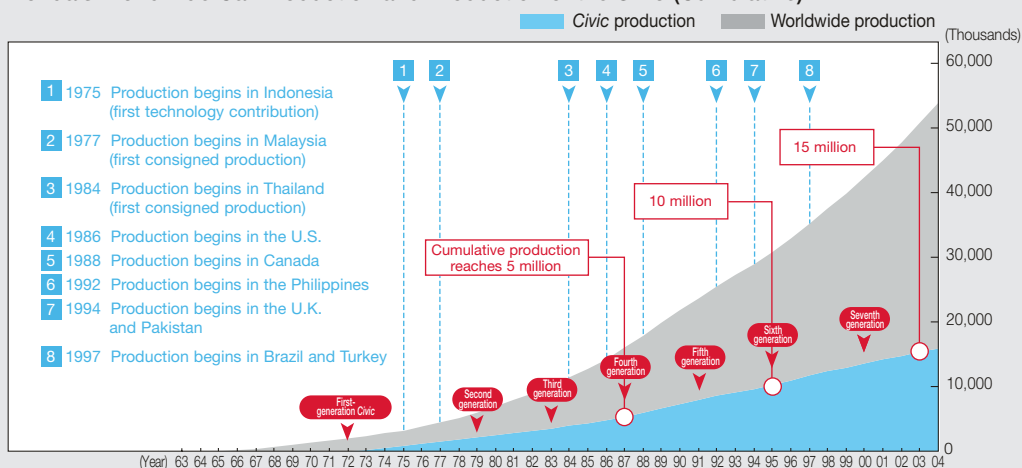 Civic production
Worldwide production
(Thousands)
60,000
50,000
40,000
30,000
20,000
10,000
0
1 1975 Production begins in Indonesia
(first technology contribution)
2 1977 Production begins in Malaysia
(first consigned production)
3 1984 Production begins in Thailand
(first consigned production)
4 1986 Production begins in the U.S.
5 1988 Production begins in Canada
6 1992 Production begins in the Philippines
7 1994 Production begins in the U.K.
and Pakistan
8 1997 Production begins in Brazil and Turkey
1 2 3 4 5 6 7 8
15 million
10 million
Cumulative production
reaches 5 million
First-
generation Civic
Second
generation
Third
generation
Fourth
generation
Fifth
generation
Sixth
generation
Seventh
generation
(Year) 63 64 65 66 67 68 69 70 71 72 73 74 75 76 77 78 79 80 81 82 83 84 85 86 87 88 89 90 91 92 93 94 95 96 97 98 99 00 01 02 03 04